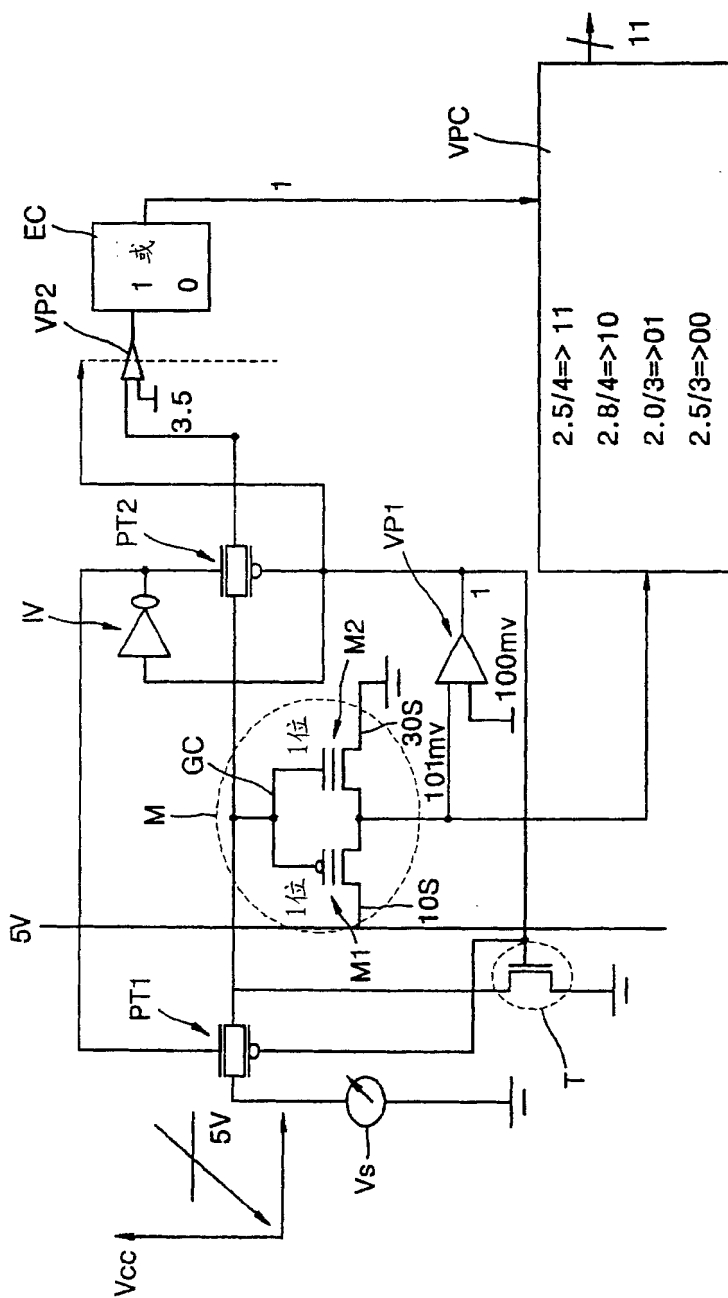 Vcc
5V
Vs
PT1
5V
T
M
GC
1位
1位
M1
M2
10S
30S
101mv
100mv
VP1
1
IV
PT2
3.5
VP2
EC
1 或 0
1
VPC
2.5/4=>11
2.8/4=>10
2.0/3=>01
2.5/3=>00
11